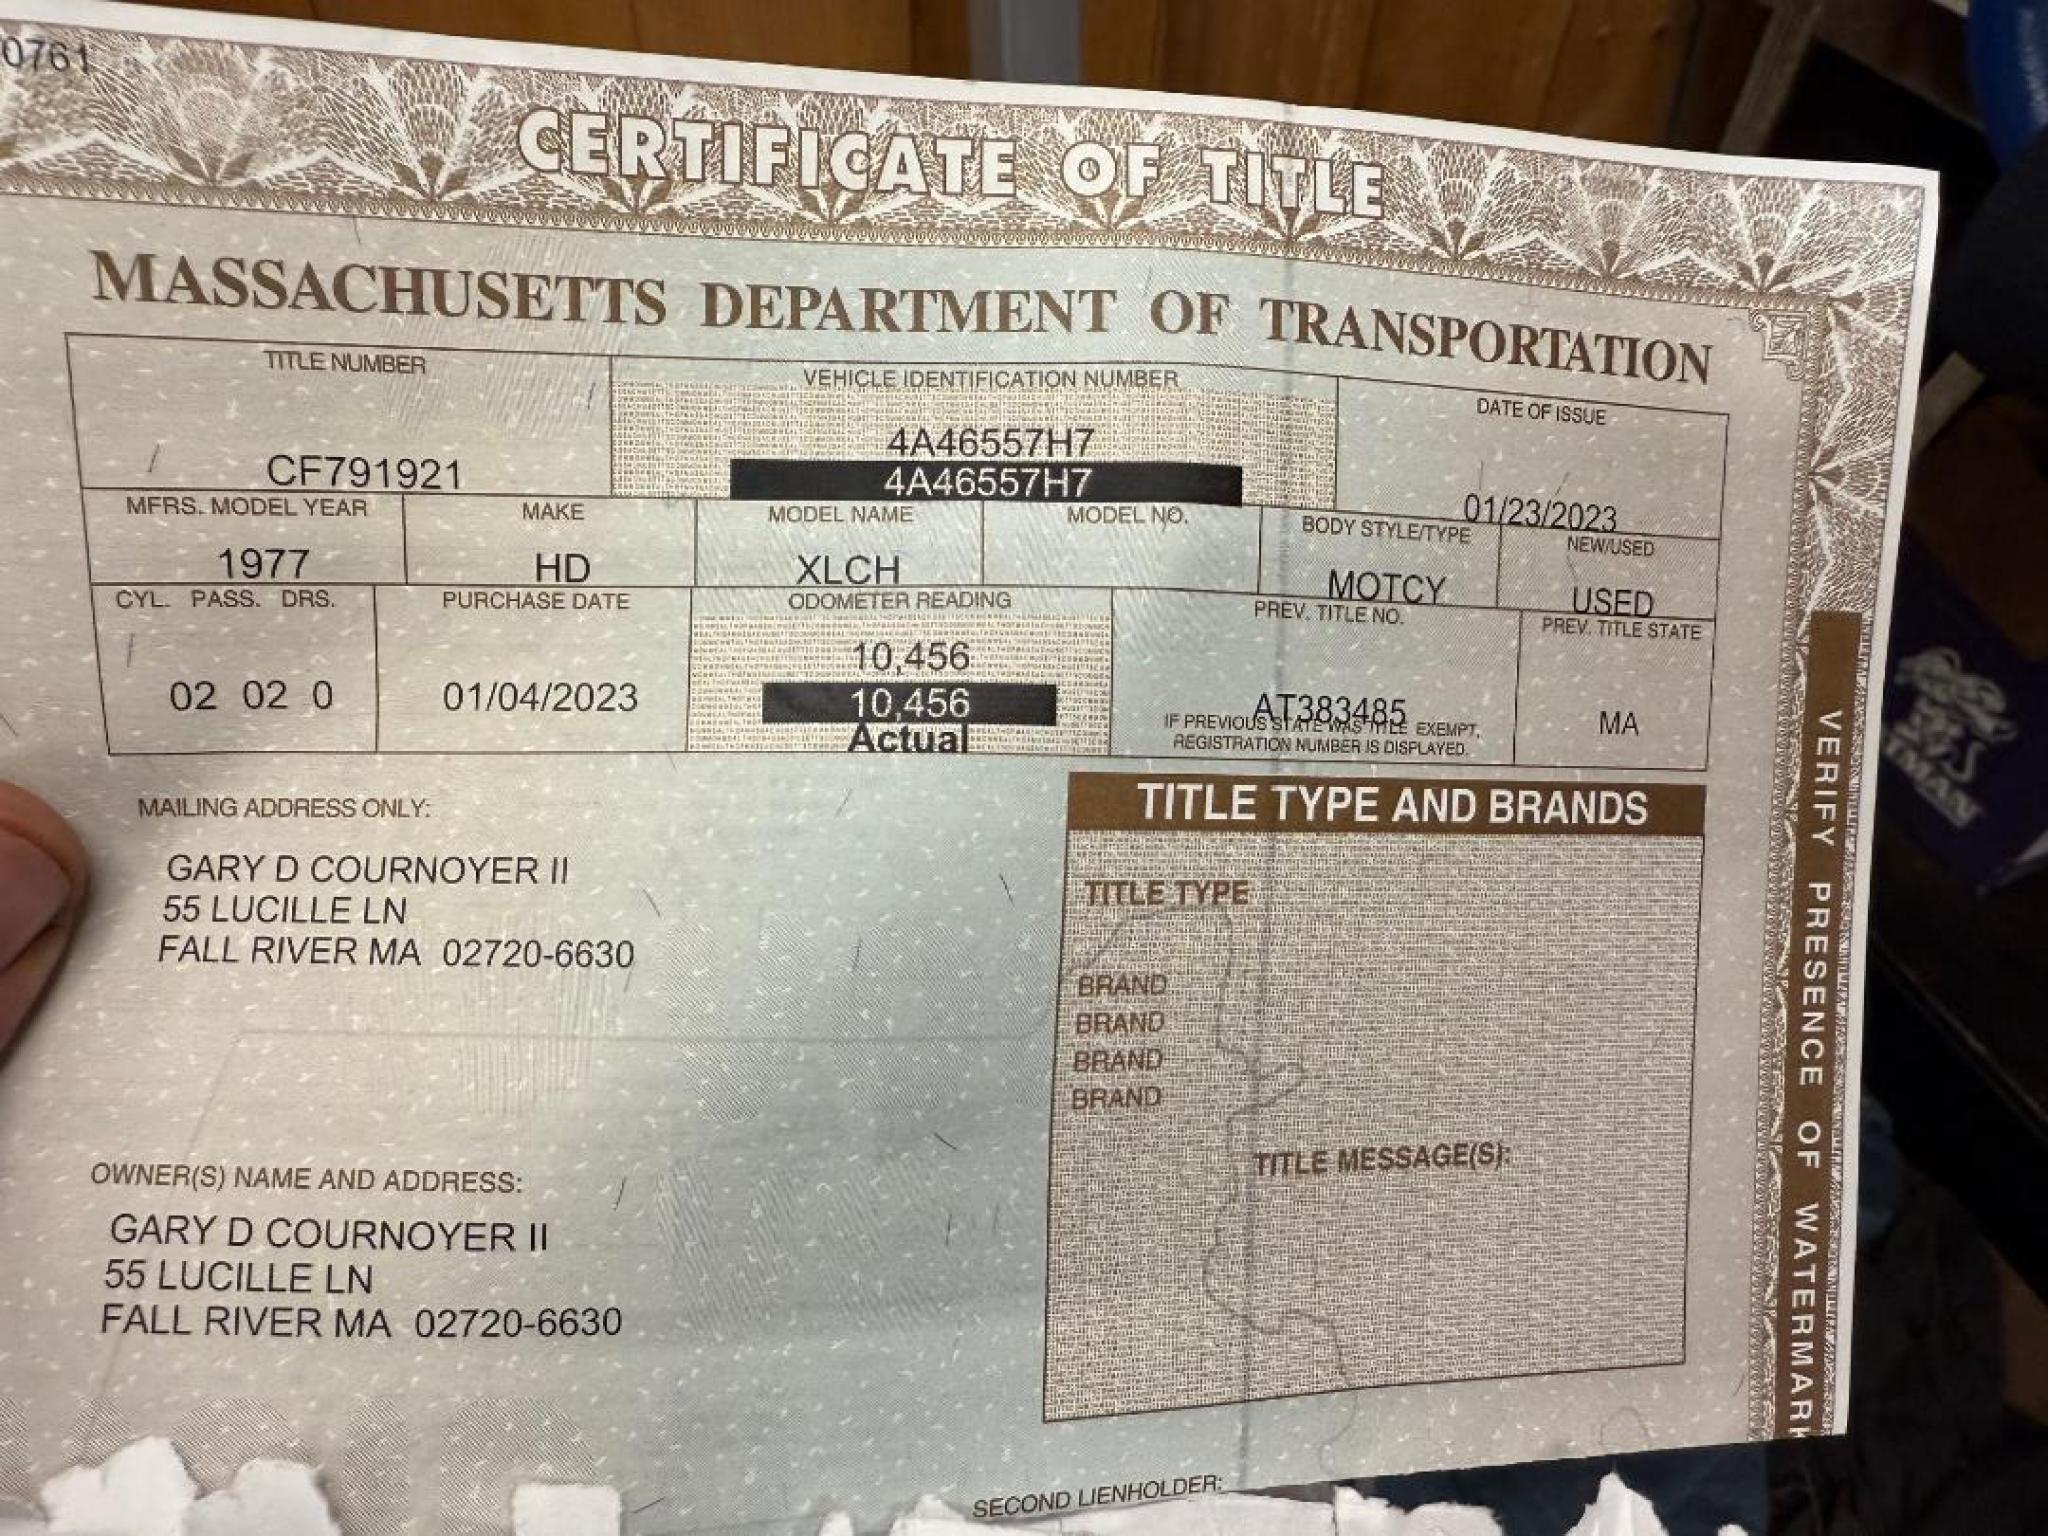 0761
CERTIFICATE OF TITLE
MASSACHUSETTS DEPARTMENT OF TRANSPORTATION
TITLE NUMBER
VEHICLE IDENTIFICATION NUMBER
DATE OF ISSUE
CF791921
4A46557H7
4A46557H7
01/23/2023
MFRS. MODEL YEAR
MAKE
MODEL NAME
MODEL NO.
BODY STYLE/TYPE
NEW/USED
1977
HD
XLCH
MOTCY
USED
CYL. PASS. DRS.
PURCHASE DATE
ODOMETER READING
PREV. TITLE NO.
PREV. TITLE STATE
02 02 0
01/04/2023
10,456
10,456
Actual
AT383485
IF PREVIOUS STATE WAS TITLE EXEMPT,
REGISTRATION NUMBER IS DISPLAYED.
MA
MAILING ADDRESS ONLY:
GARY D COURNOYER II
55 LUCILLE LN
FALL RIVER MA 02720-6630
TITLE TYPE AND BRANDS
TITLE TYPE
BRAND
BRAND
BRAND
BRAND
TITLE MESSAGE(S):
OWNER(S) NAME AND ADDRESS:
GARY D COURNOYER II
55 LUCILLE LN
FALL RIVER MA 02720-6630
SECOND LIENHOLDER:
VERIFY PRESENCE OF WATERMARK
TMAN